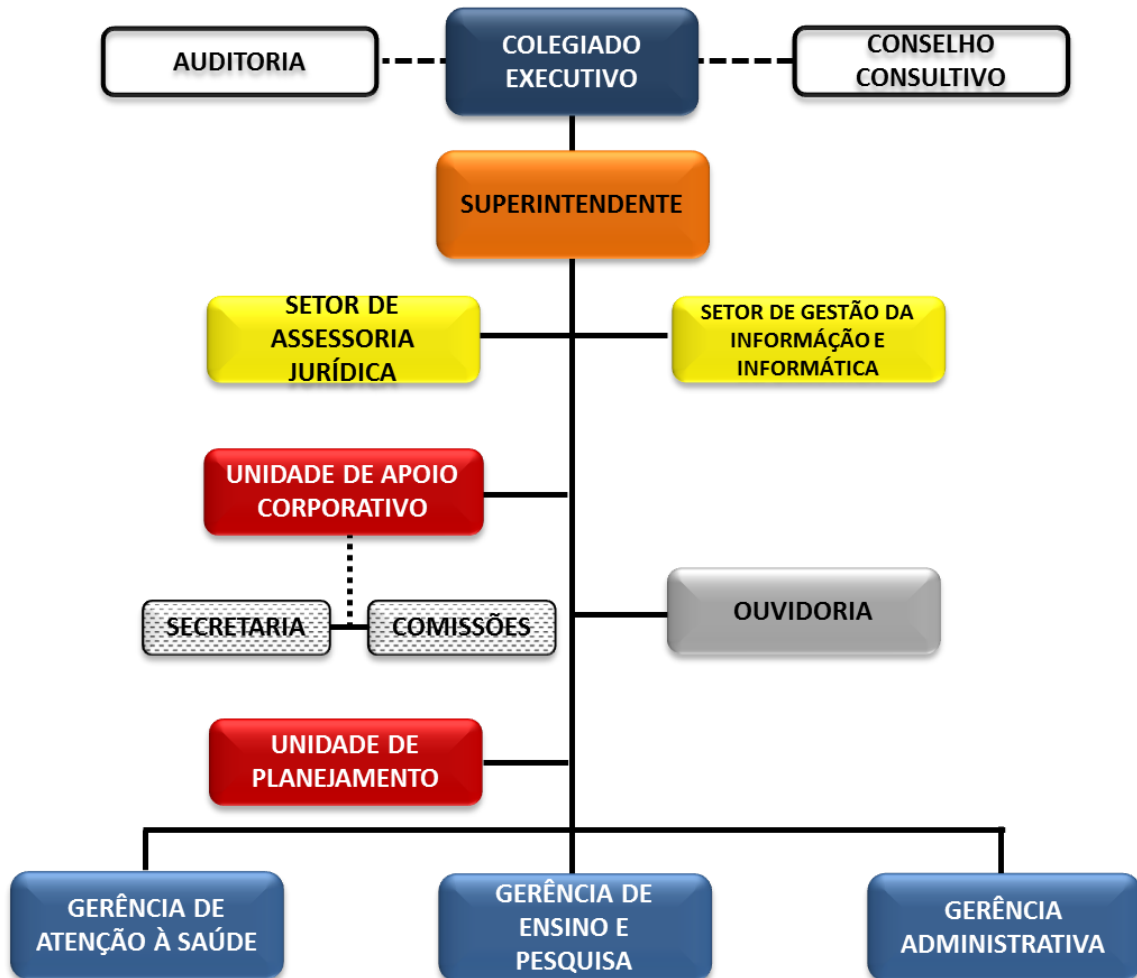 AUDITORIA
COLEGIADO
EXECUTIVO
CONSELHO
CONSULTIVO
SUPERINTENDENTE
SETOR DE
ASSESSORIA
JURÍDICA
SETOR DE GESTÃO DA
INFORMÁÇÃO E
INFORMÁTICA
UNIDADE DE APOIO
CORPORATIVO
SECRETARIA
COMISSÕES
OUVIDORIA
UNIDADE DE
PLANEJAMENTO
GERÊNCIA DE
ATENÇÃO À SAÚDE
GERÊNCIA DE
ENSINO E
PESQUISA
GERÊNCIA
ADMINISTRATIVA